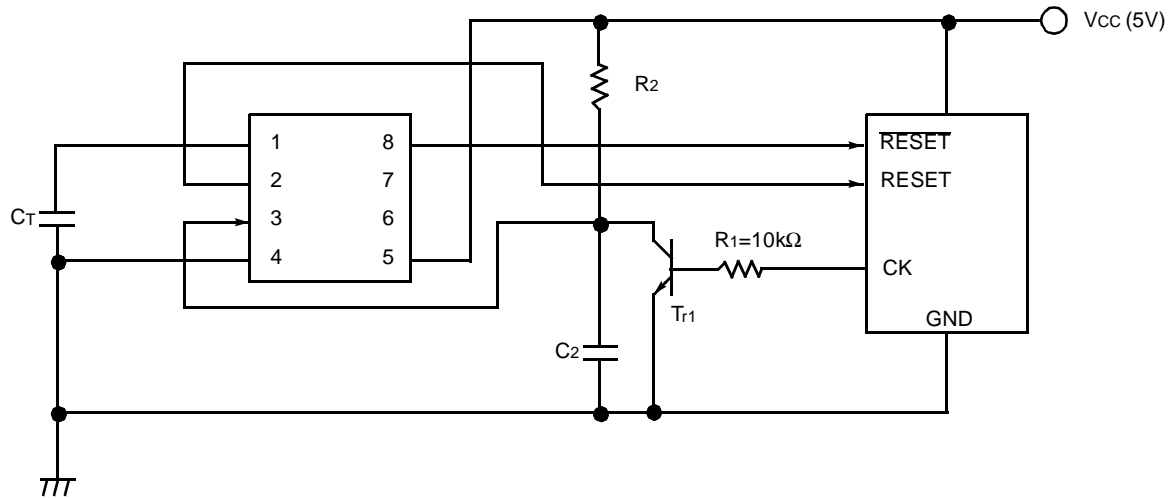 VCC (5V)
R2
1 8 RESET
2 7 RESET
CT 3 6
R1=10kΩ
4 5 CK
Tr1
GND
C2